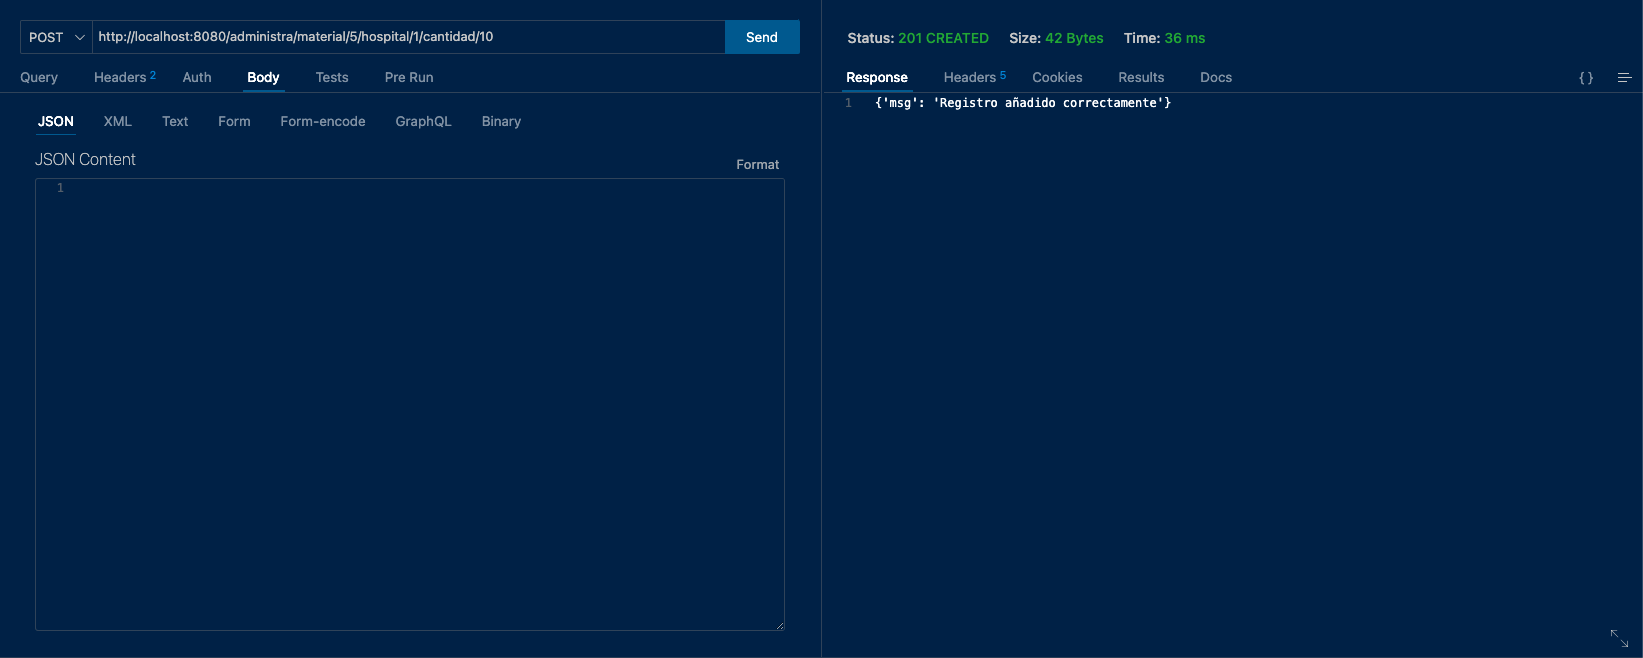 POST http://localhost:8080/administra/material/5/hospital/1/cantidad/10 Send
Query Headers 2 Auth Body Tests Pre Run
JSON XML Text Form Form-encode GraphQL Binary
JSON Content
Format
1
Status: 201 CREATED Size: 42 Bytes Time: 36 ms
Response Headers 5 Cookies Results Docs { }
1 {'msg': 'Registro añadido correctamente'}